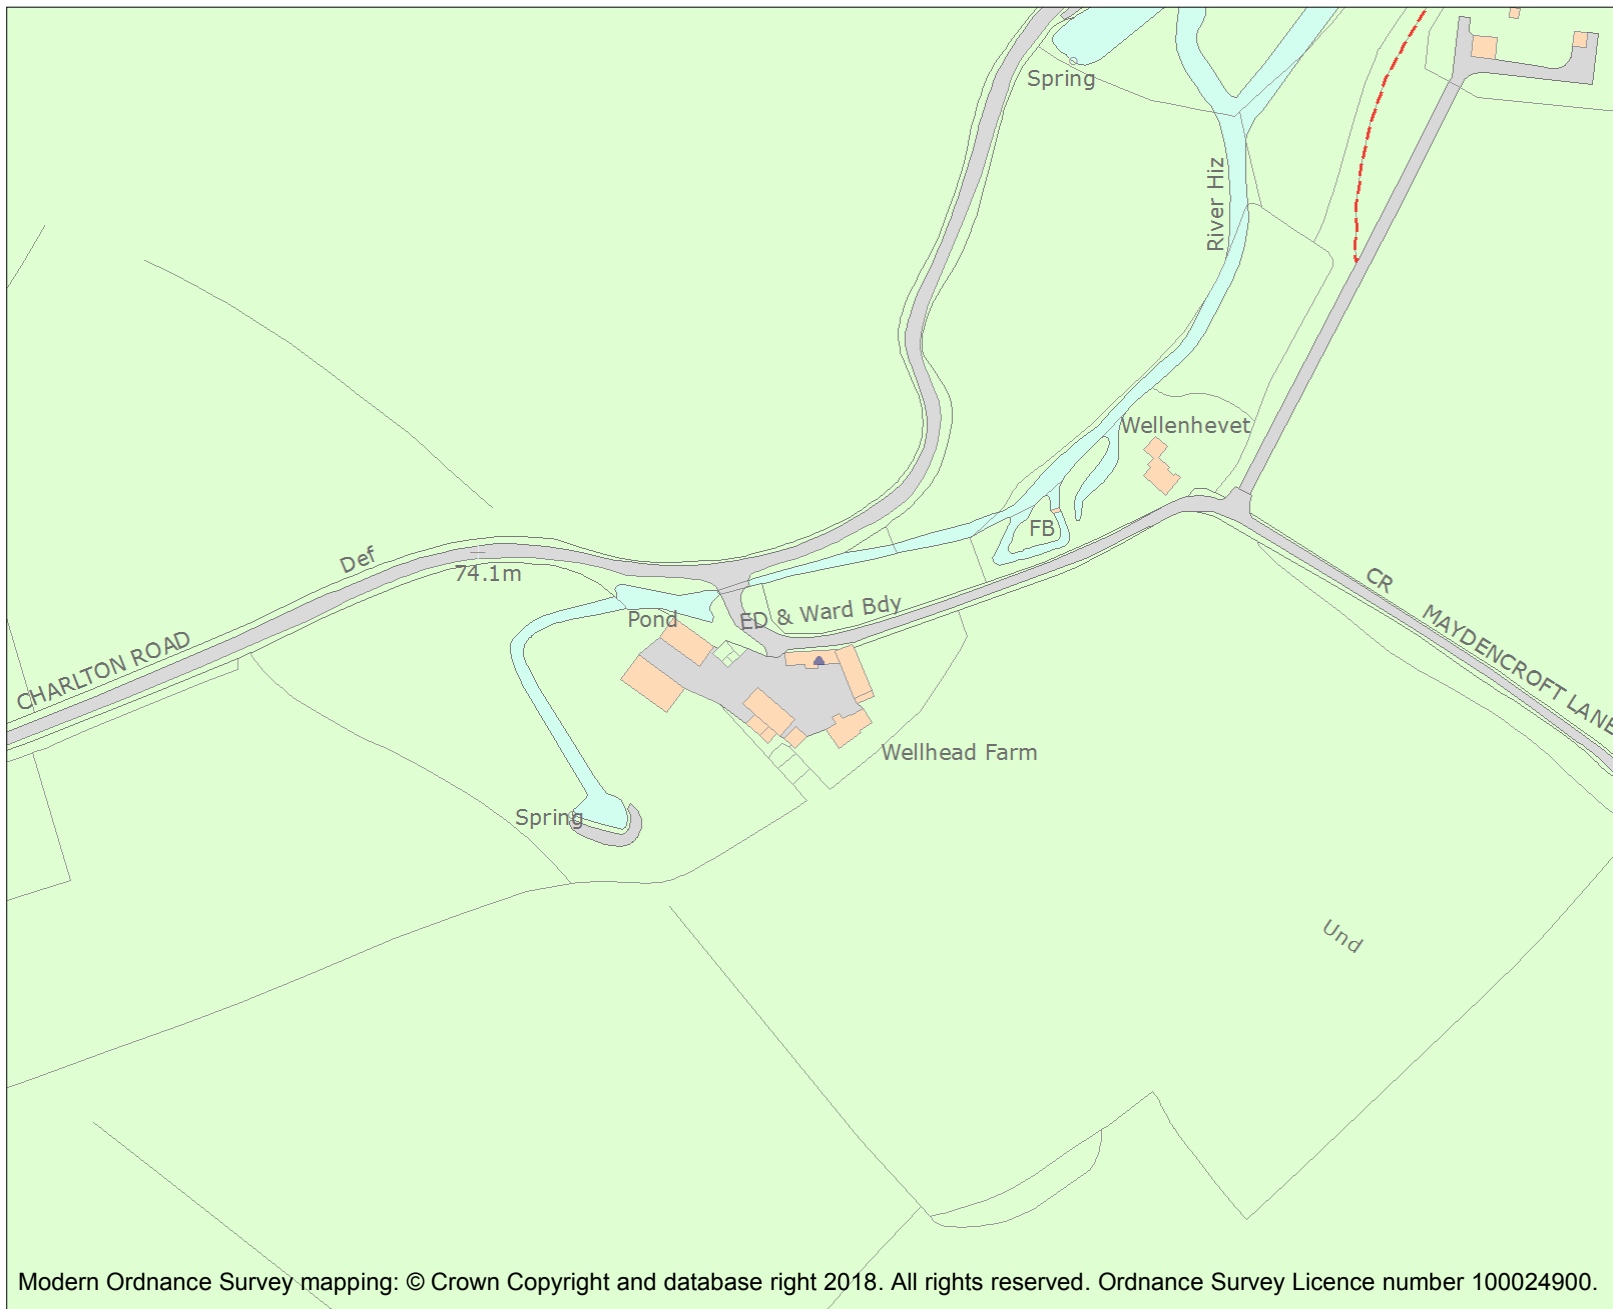 Spring
River Hiz
Wellenhevet
FB
Def
74.1m
CR
ED & Ward Bdy
Pond
MAYDENCROFT LANE
CHARLTON ROAD
Wellhead Farm
Spring
Und
Modern Ordnance Survey mapping: © Crown Copyright and database right 2018. All rights reserved. Ordnance Survey Licence number 100024900.